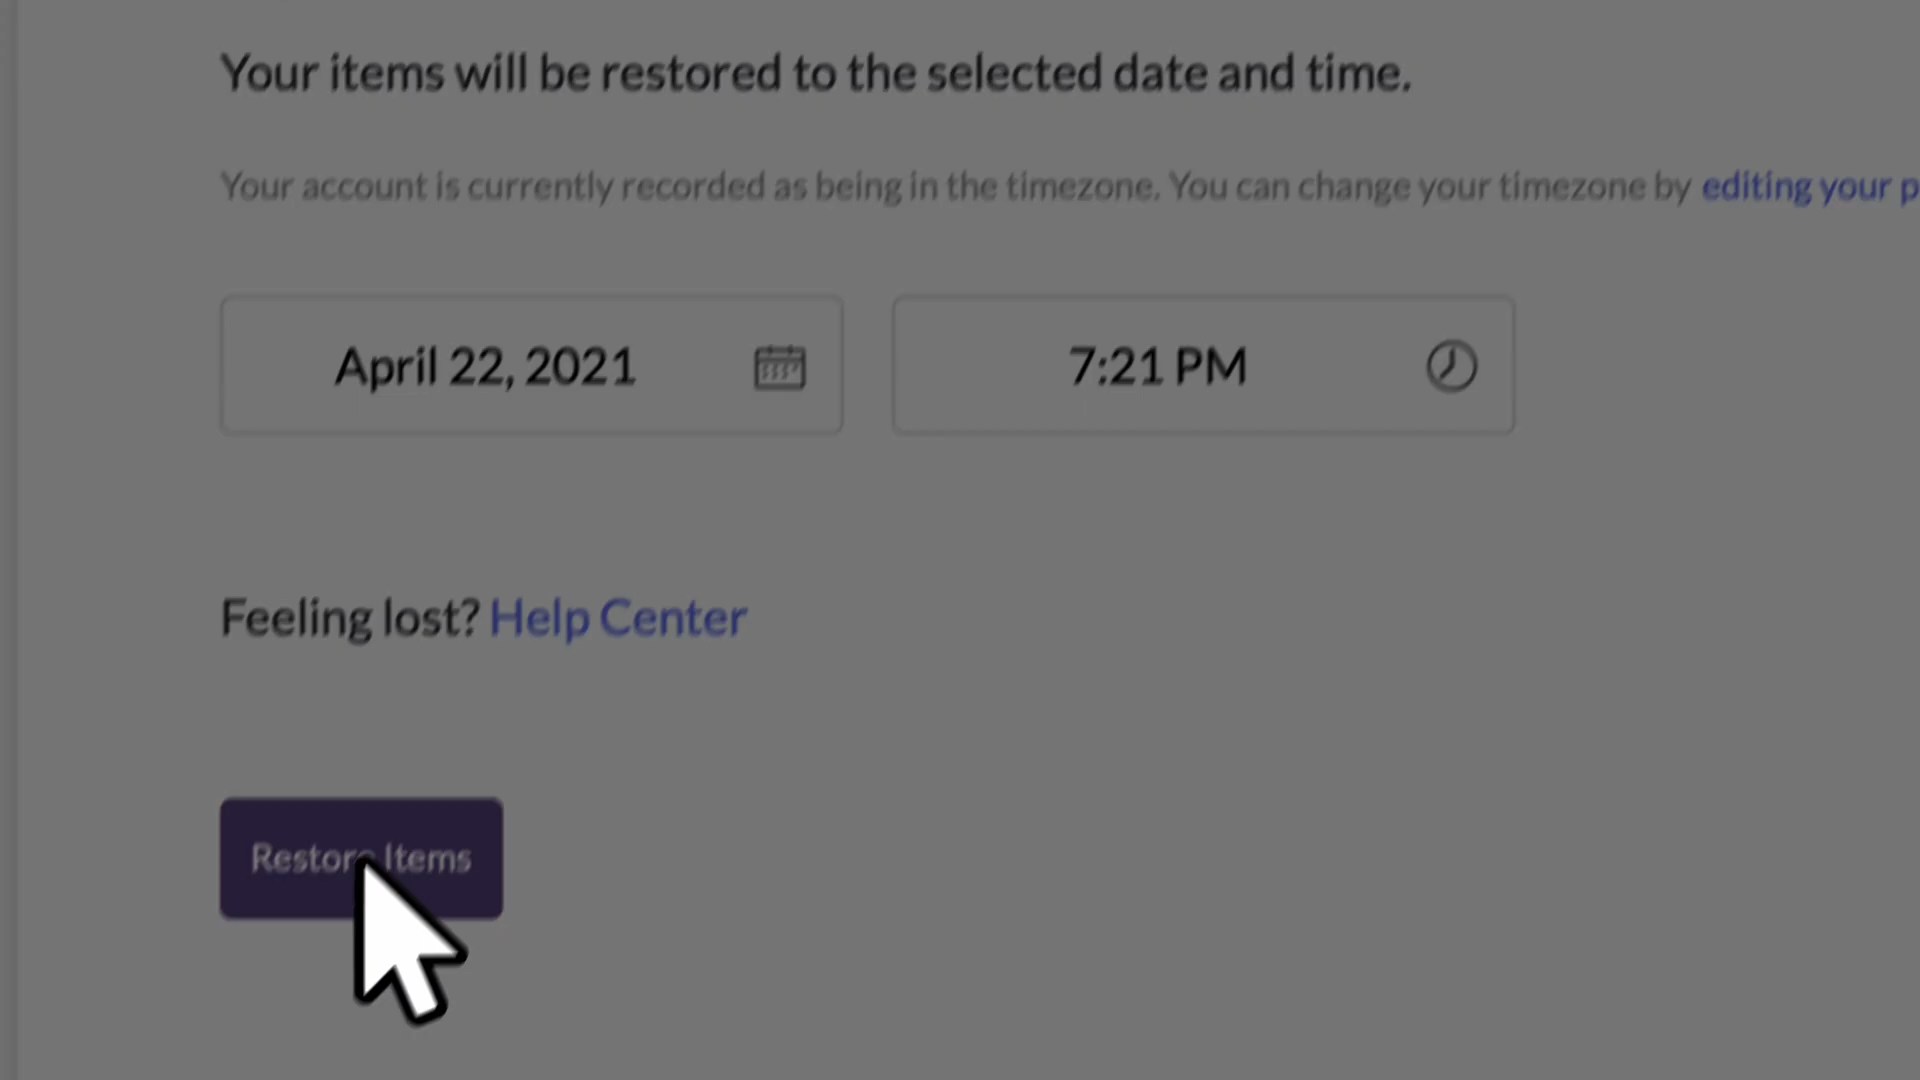 Your items will be restored to the selected date and time.
Your account is currently recorded as being in the timezone. You can change your timezone by editing your p
April 22, 2021
7:21 PM
Feeling lost? Help Center
Restore Items